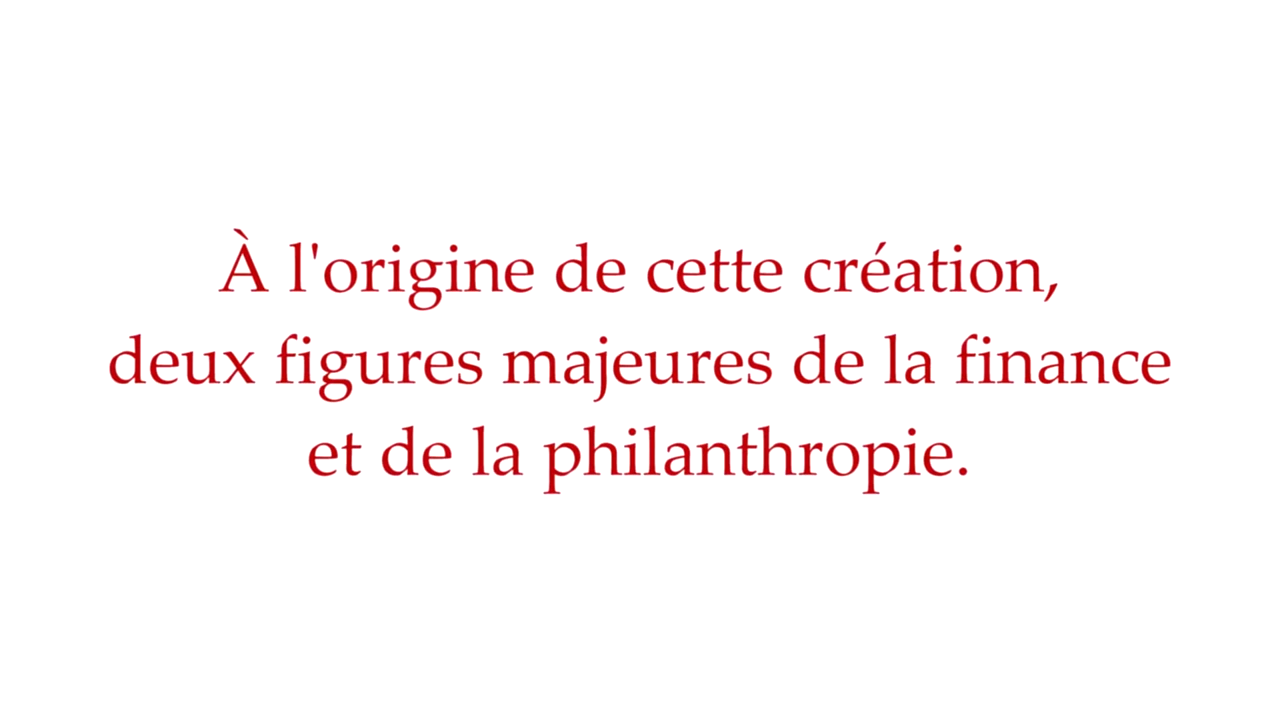 À l'origine de cette création,
deux figures majeures de la finance
et de la philanthropie.